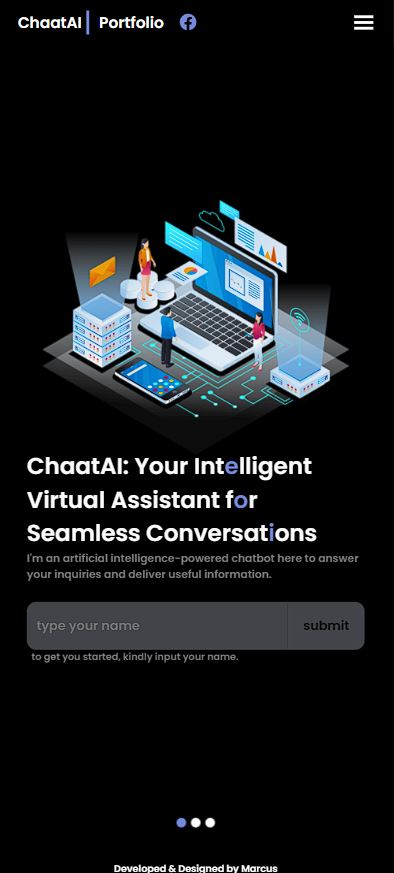 ChaatAI Portfolio
ChaatAI: Your Intelligent
Virtual Assistant for
Seamless Conversations
I'm an artificial intelligence-powered chatbot here to answer
your inquiries and deliver useful information.
type your name submit
to get you started, kindly input your name.
Developed & Designed by Marcus